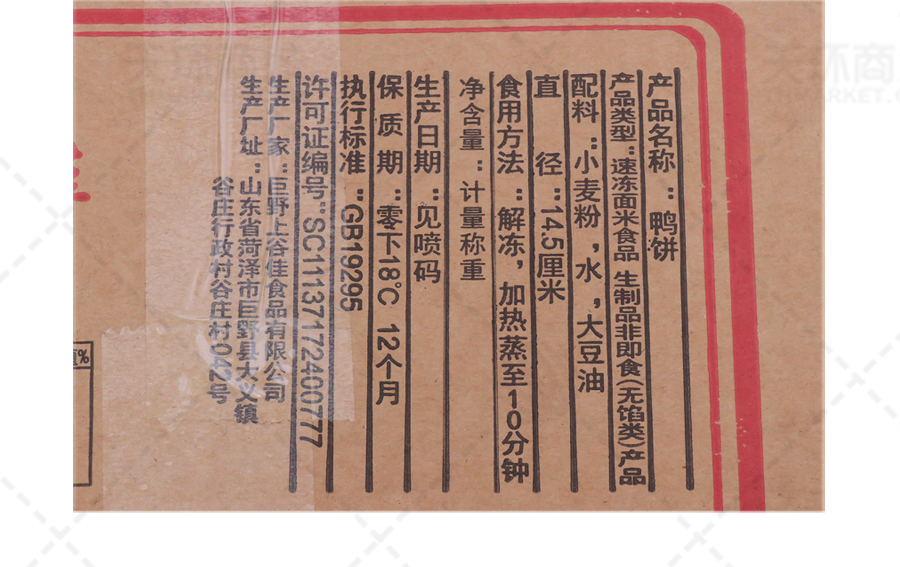 产品名称：鸭饼
产品类型：速冻面米食品 生制品非即食(无馅类)产品
配料：小麦粉，水，大豆油
直 径：14.5厘米
食用方法：解冻，加热蒸至10分钟
净含量：计量称重
生产日期：见喷码
保质期：零下18℃ 12个月
执行标准：GB19295
许可证编号：SC11137172400777
生产厂家：巨野上谷佳食品有限公司
生产厂址：山东省菏泽市巨野县大义镇
谷庄行政村谷庄村042号
%